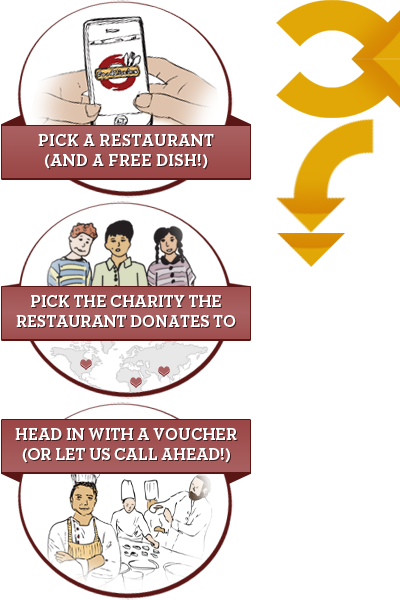 PICK A RESTAURANT
(AND A FREE DISH!)
PICK THE CHARITY THE
RESTAURANT DONATES TO
HEAD IN WITH A VOUCHER
(OR LET US CALL AHEAD!)